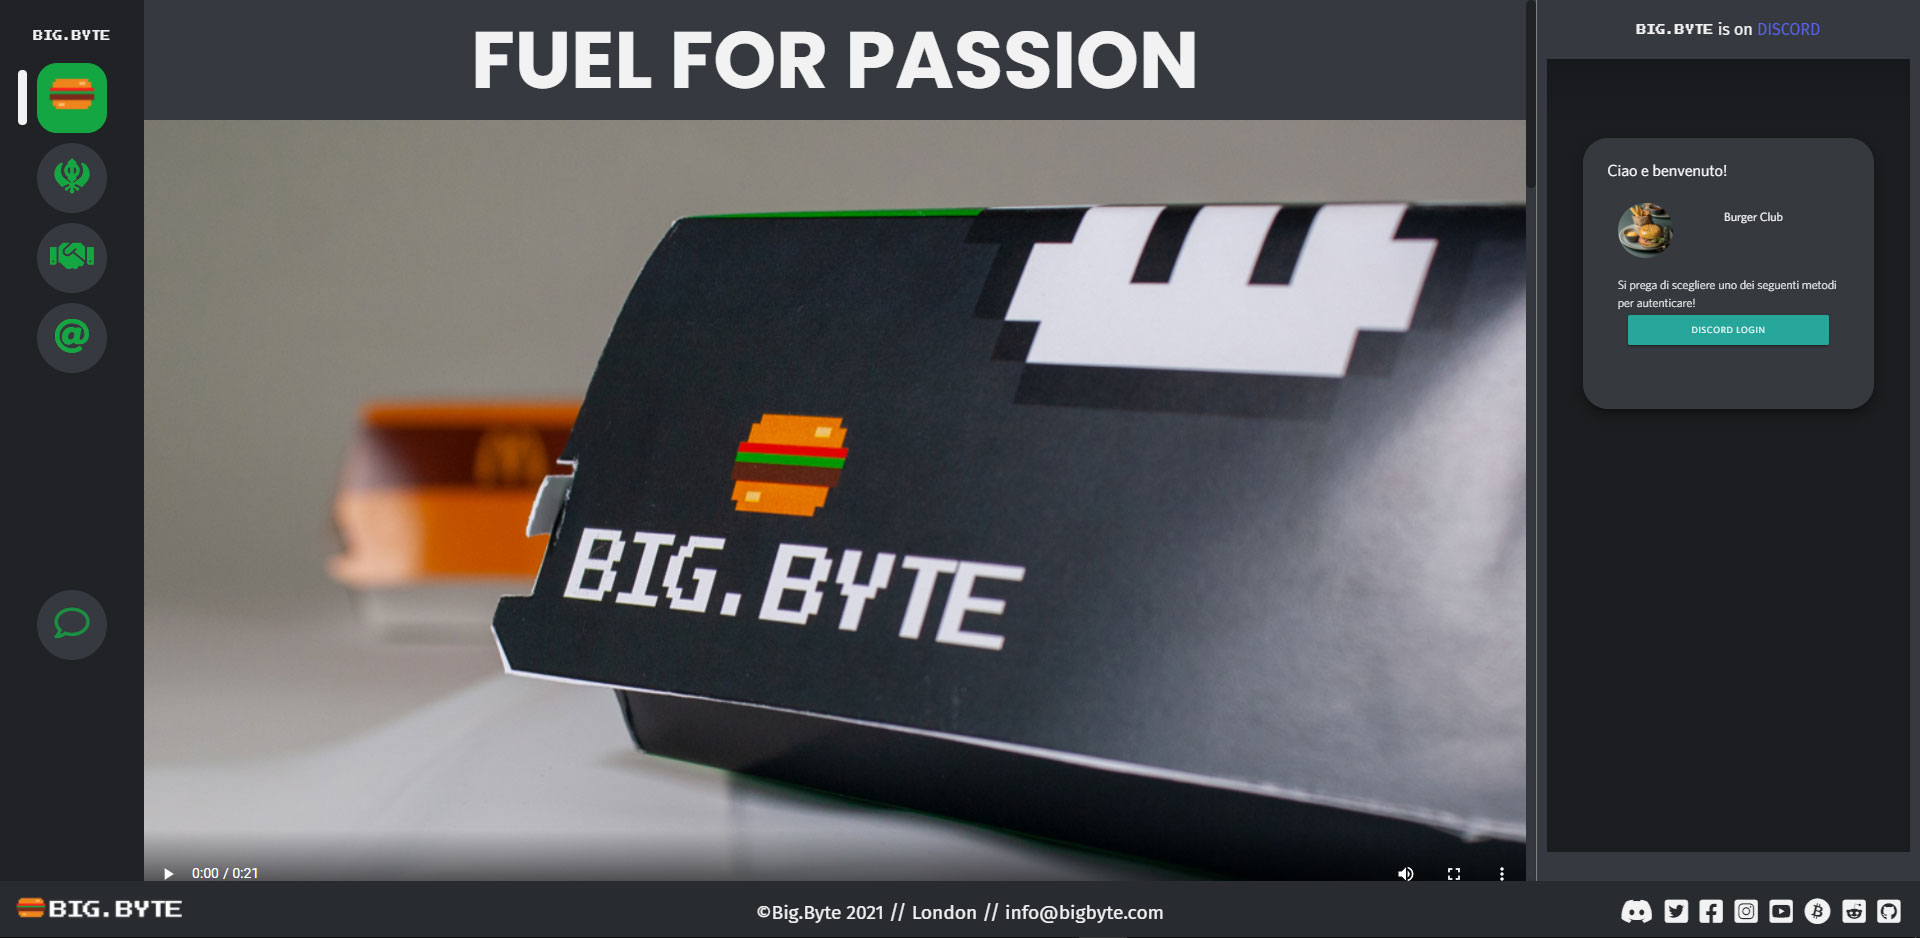 BIG.BYTE
FUEL FOR PASSION
BIG.BYTE is on DISCORD
Ciao e benvenuto!
Burger Club
Si prega di scegliere uno dei seguenti metodi
per autenticare!
DISCORD LOGIN
BIG.BYTE
0:00 / 0:21
BIG.BYTE
©Big.Byte 2021 // London // info@bigbyte.com